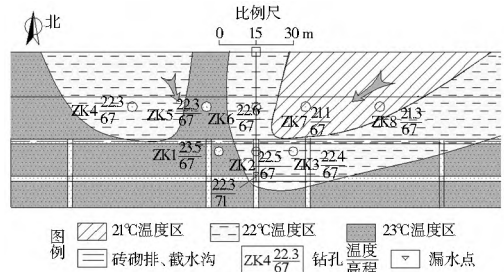 北
比例尺
0 15 30 m
ZK4 22.3/67
ZK5 22.3/67
ZK6 22.6/67
ZK7 21.1/67
ZK8 21.3/67
ZK1 23.5/67
ZK2 22.5/67
ZK3 22.4/67
22.3/71
图例
21℃温度区
22℃温度区
23℃温度区
砖砌排、截水沟
ZK4 22.3/67
钻孔 温度/高程
漏水点